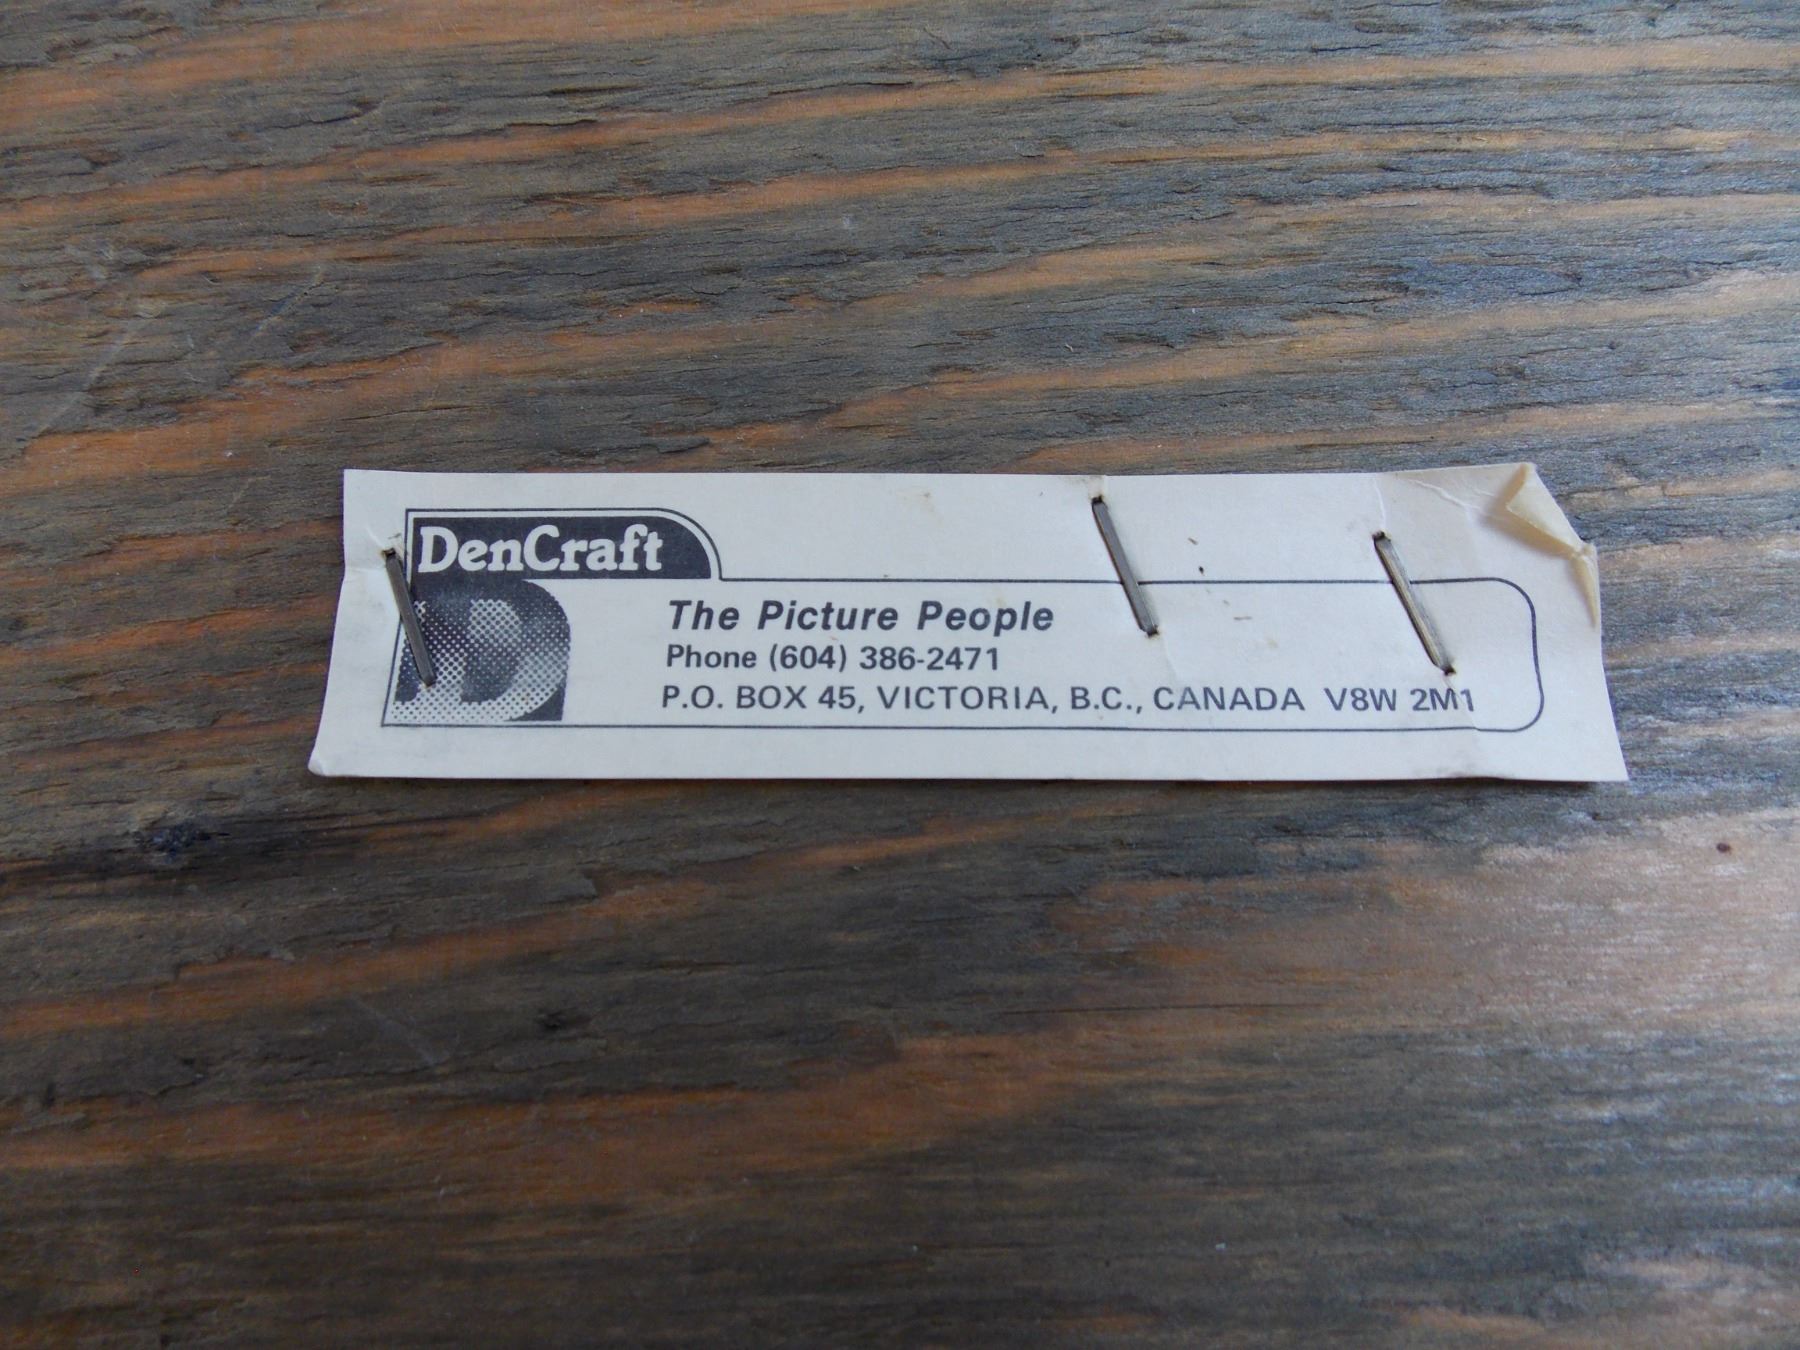 DenCraft
D
The Picture People
Phone (604) 386-2471
P.O. BOX 45, VICTORIA, B.C., CANADA V8W 2M1